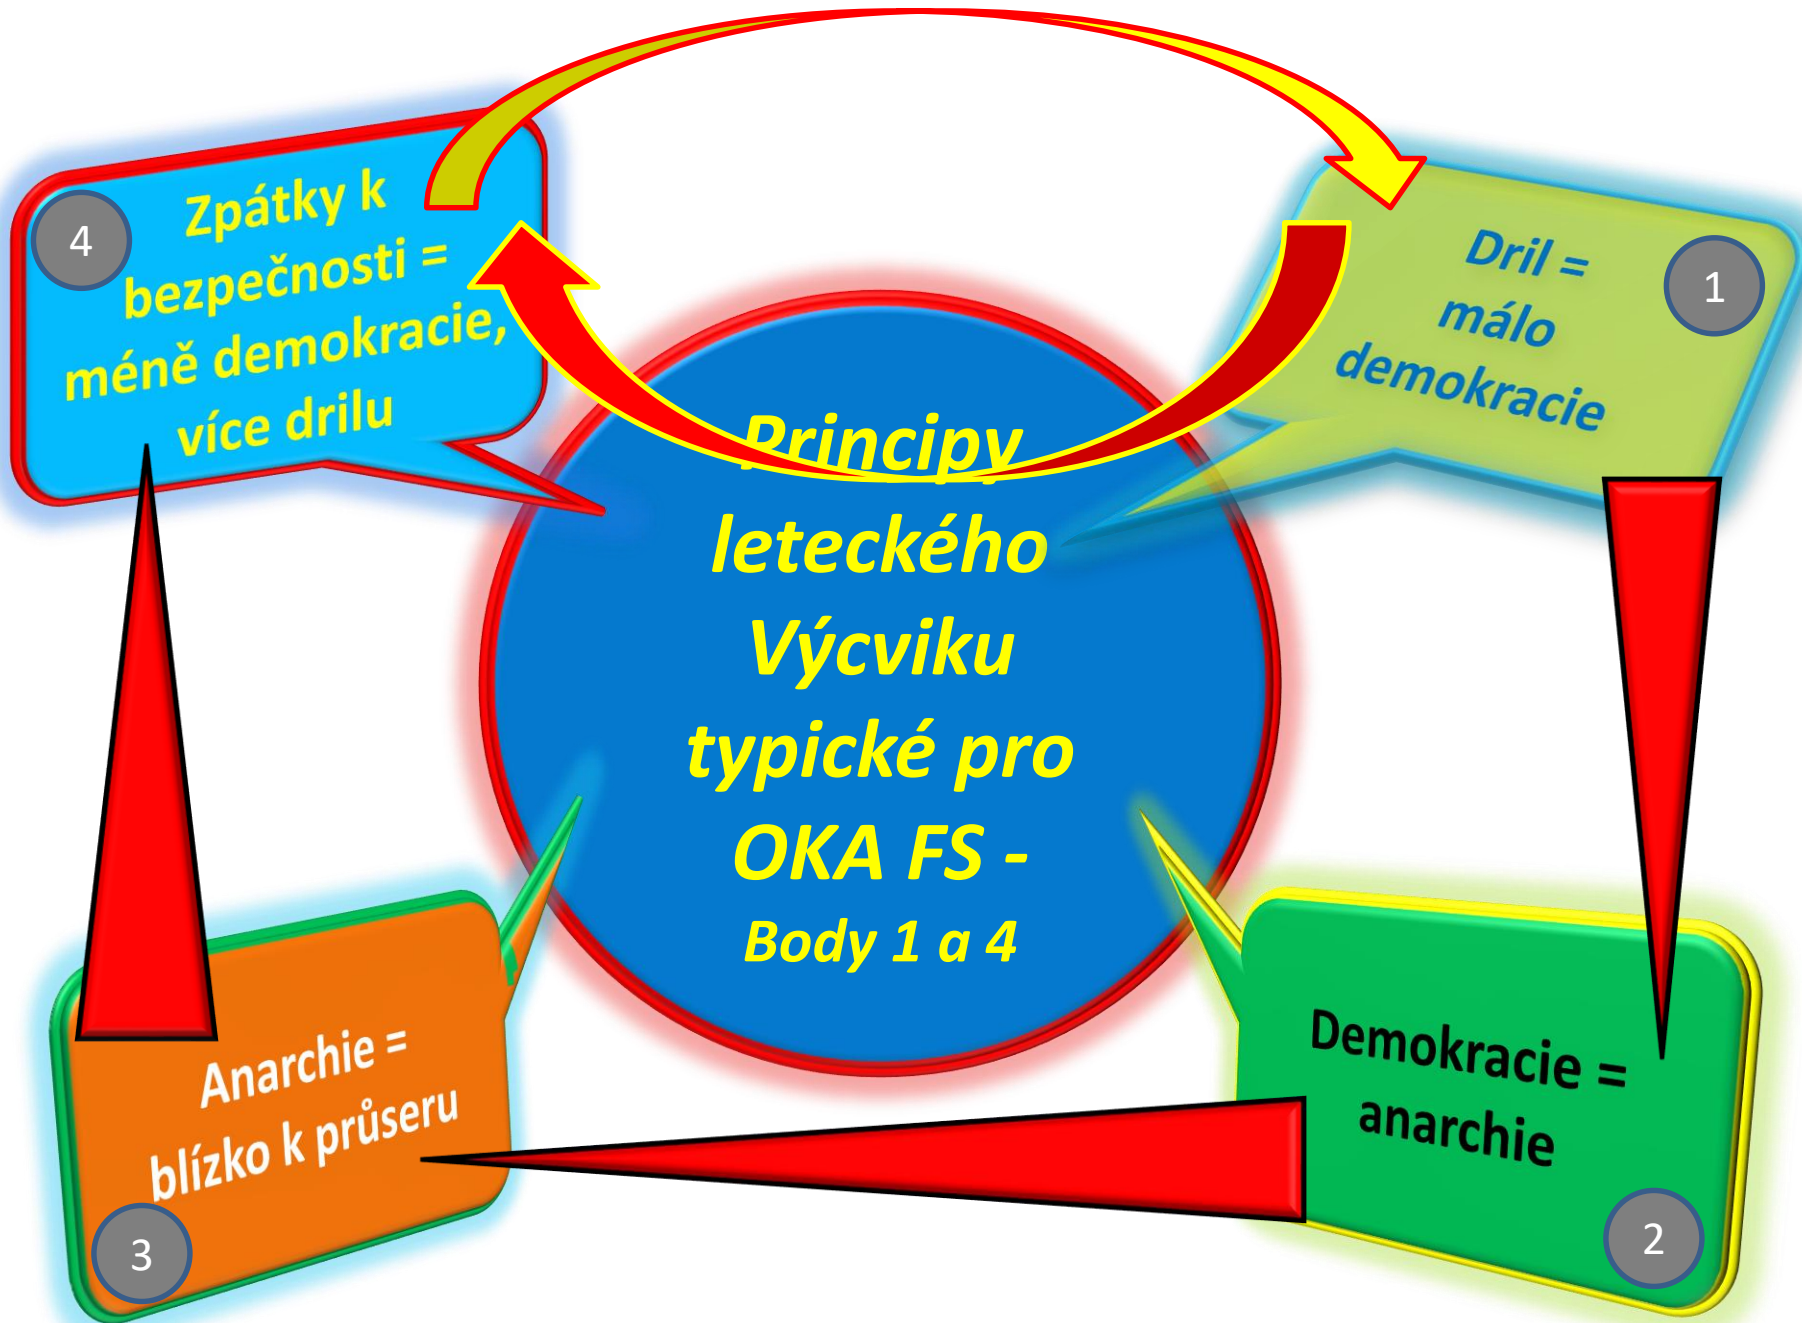 4
Zpátky k
bezpečnosti =
méně demokracie,
více drilu
Dril =
málo
demokracie
1
Principy
leteckého
Výcviku
typické pro
OKA FS -
Body 1 a 4
Anarchie =
blízko k průseru
3
Demokracie =
anarchie
2